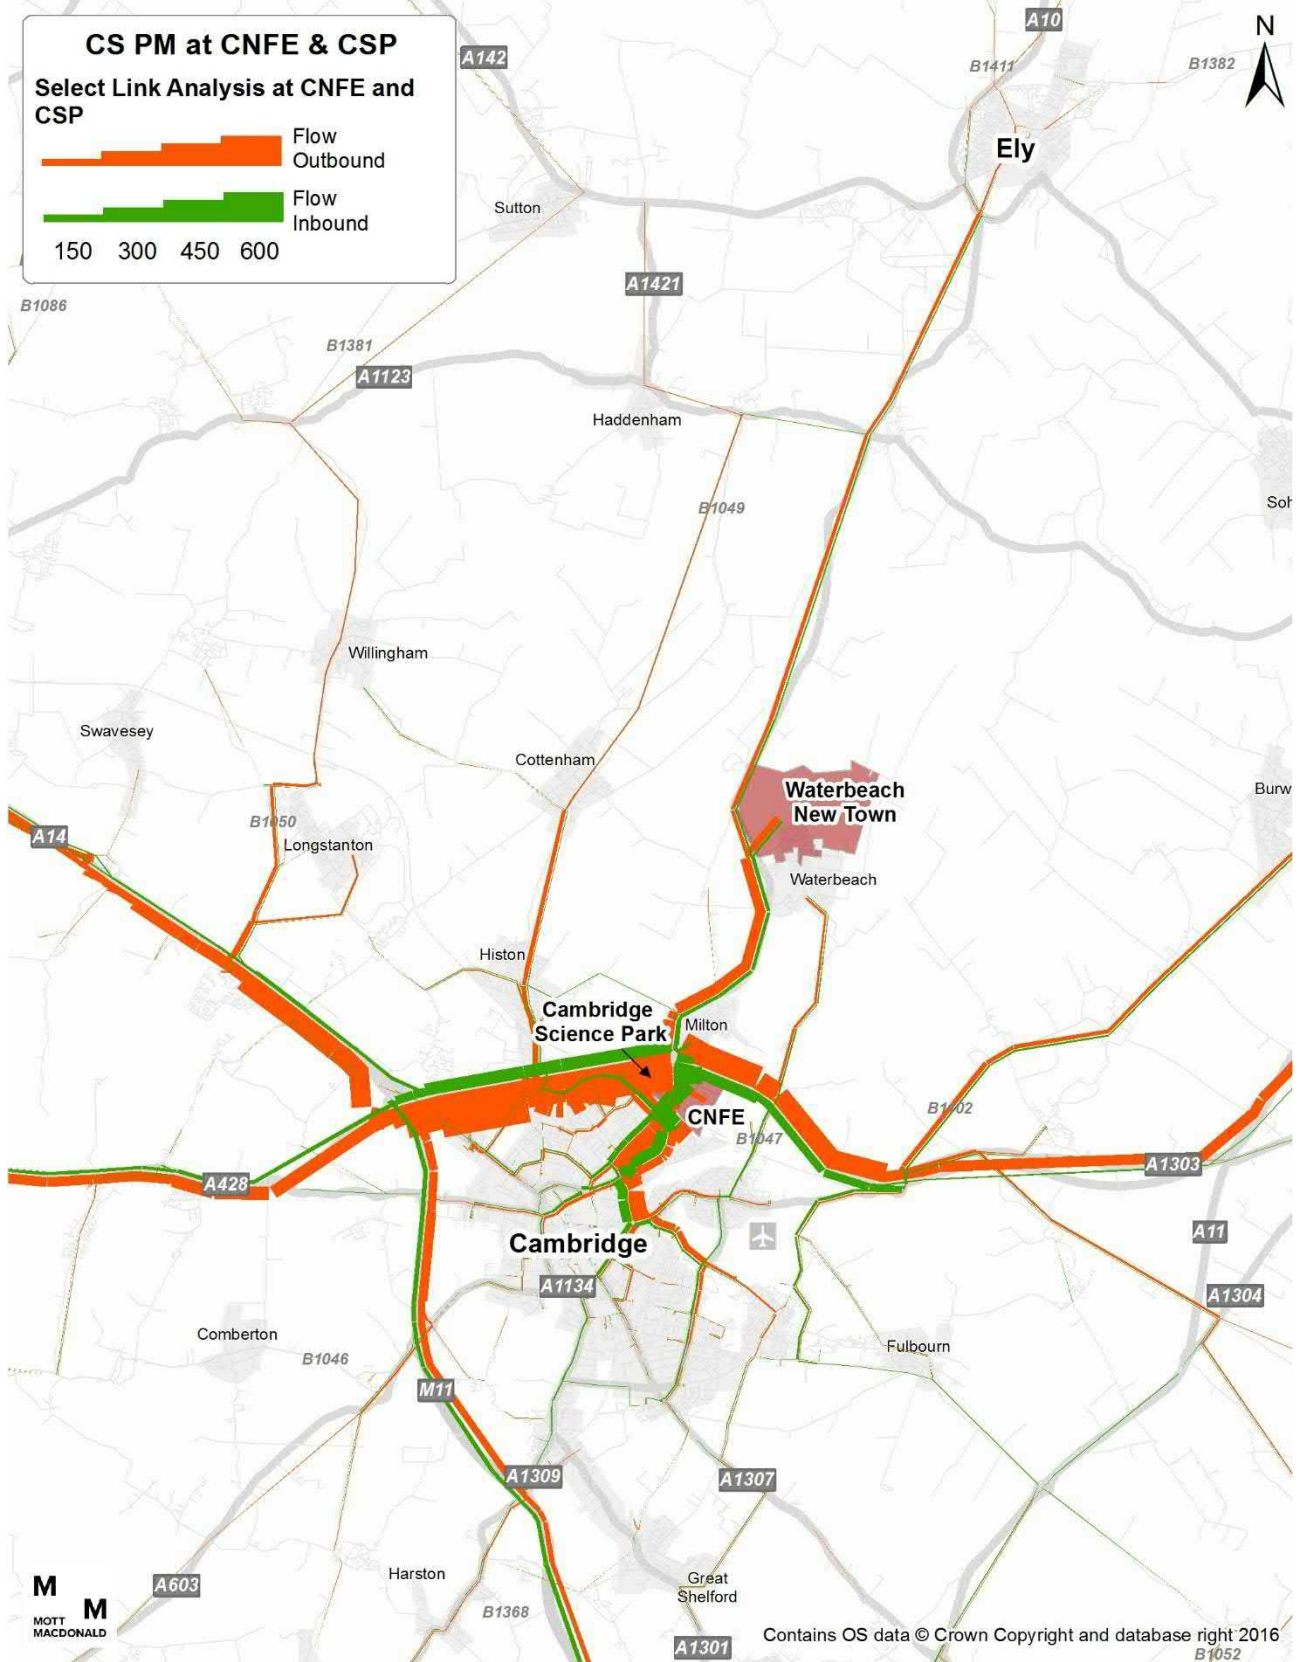 CS PM at CNFE & CSP
Select Link Analysis at CNFE and
CSP
Flow
Outbound
Flow
Inbound
150 300 450 600
N
A10
A142
B1411
B1382
Ely
Sutton
A1421
B1086
B1381
A1123
Haddenham
B1049
Soh
Willingham
Swavesey
Cottenham
Waterbeach
New Town
Burw
A14
B1050
Longstanton
Waterbeach
Histon
Cambridge
Science Park
Milton
CNFE
B1102
B1047
A1303
A428
A11
Cambridge
A1134
A1304
Comberton
Fulbourn
B1046
M11
A1309
A1307
Harston
Great
Shelford
A603
B1368
M
M
MOTT
MACDONALD
A1301
Contains OS data © Crown Copyright and database right 2016
B1052